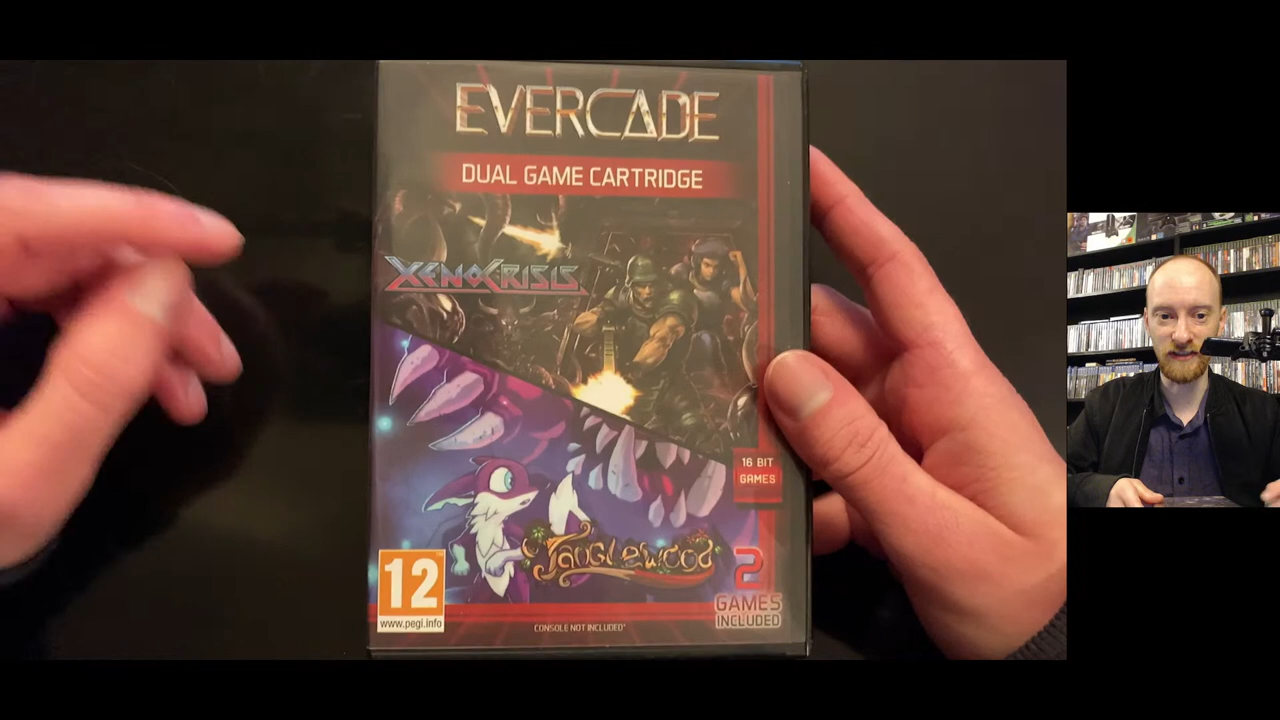 EVERCADE
DUAL GAME CARTRIDGE
XENOCRISIS
16 BIT
GAMES
Tanglewood
2
GAMES
INCLUDED
12
www.pegi.info
CONSOLE NOT INCLUDED*